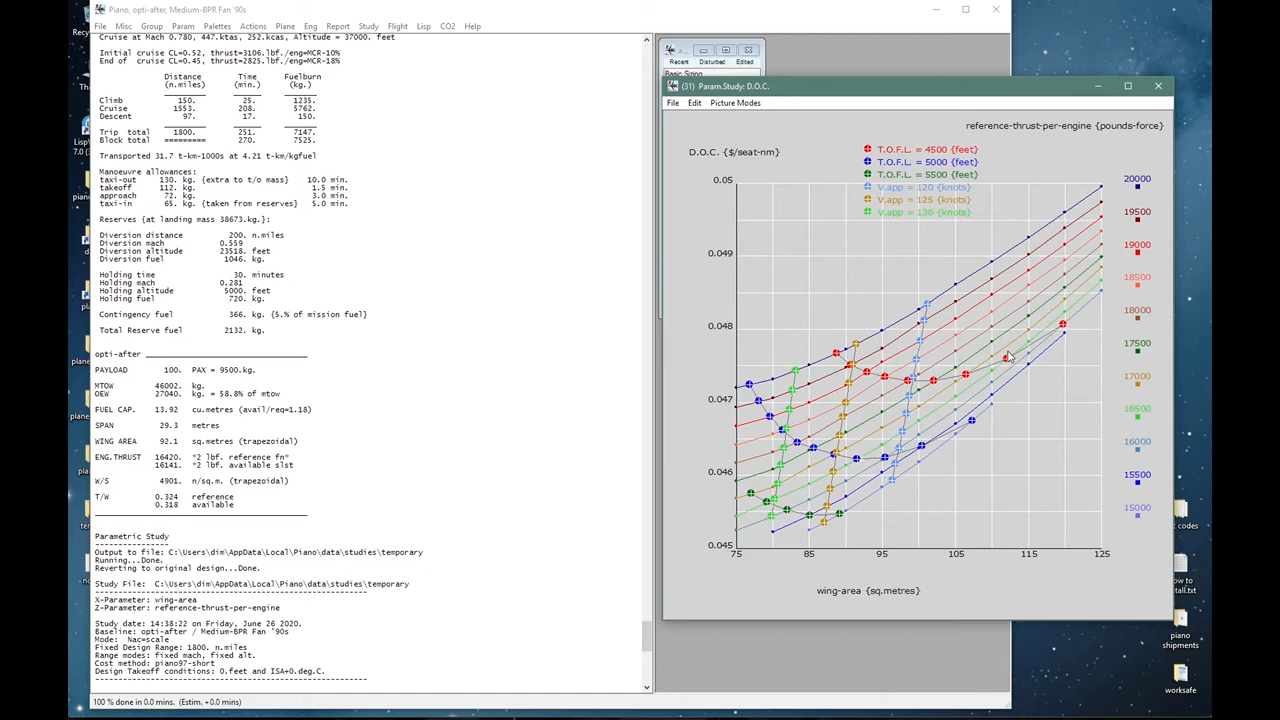 Piano, opti-after, Medium-BPR Fan '90s
File Misc Group Param Palettes Actions Plane Eng Report Study Flight Lisp CO2 Help
Cruise at Mach 0.780, 447.ktas, 252.kcas, Altitude = 37000. feet
Initial cruise CL=0.52, thrust=3106.lbf./eng=MCR-10%
End of cruise CL=0.45, thrust=2825.lbf./eng=MCR-18%
Distance Time Fuelburn
(n.miles) (min.) (kg.)
Climb 150. 25. 1235.
Cruise 1553. 208. 5762.
Descent 97. 17. 150.
Trip total 1800. 251. 7147.
Block total ========= 270. 7525.
Transported 31.7 t-km-1000s at 4.21 t-km/kgfuel
Manoeuvre allowances:
taxi-out 130. kg. {extra to t/o mass} 10.0 min.
takeoff 112. kg. 1.5 min.
approach 72. kg. 3.0 min.
taxi-in 65. kg. {taken from reserves} 5.0 min.
Reserves {at landing mass 38673.kg.}:
Diversion distance 200. n.miles
Diversion mach 0.559
Diversion altitude 23518. feet
Diversion fuel 1046. kg.
Holding time 30. minutes
Holding mach 0.281
Holding altitude 5000. feet
Holding fuel 720. kg.
Contingency fuel 366. kg. {5.% of mission fuel}
Total Reserve fuel 2132. kg.
opti-after
PAYLOAD 100. PAX = 9500.kg.
MTOW 46002. kg.
OEW 27040. kg. = 58.8% of mtow
FUEL CAP. 13.92 cu.metres (avail/req=1.18)
SPAN 29.3 metres
WING AREA 92.1 sq.metres (trapezoidal)
ENG.THRUST 16420. *2 lbf. reference fn*
16141. *2 lbf. available slst
W/S 4901. n/sq.m. (trapezoidal)
T/W 0.324 reference
0.318 available
Parametric Study
Output to file: C:\Users\dim\AppData\Local\Piano\data\studies\temporary
Running...Done.
Reverting to original design...Done.
Study File: C:\Users\dim\AppData\Local\Piano\data\studies\temporary
X-Parameter: wing-area
Z-Parameter: reference-thrust-per-engine
Study date: 14:38:22 on Friday, June 26 2020.
Baseline: opti-after / Medium-BPR Fan '90s
Mode: Nac=scale
Fixed Design Range: 1800. n.miles
Range modes: fixed mach, fixed alt.
Cost method: piano97-short
Design Takeoff conditions: 0.feet and ISA+0.deg.C.
100 % done in 0.0 mins. (Estim. +0.0 mins)
Recent Disturbed Edited
Basic Sizing
(31) Param.Study: D.O.C.
File Edit Picture Modes
reference-thrust-per-engine {pounds-force}
D.O.C. {$/seat-nm}
T.O.F.L. = 4500 {feet}
T.O.F.L. = 5000 {feet}
T.O.F.L. = 5500 {feet}
V.app = 120 {knots}
V.app = 125 {knots}
V.app = 130 {knots}
0.05
0.049
0.048
0.047
0.046
0.045
75 85 95 105 115 125
wing-area {sq.metres}
20000
19500
19000
18500
18000
17500
17000
16500
16000
15500
15000
codes
piano
shipments
worksafe